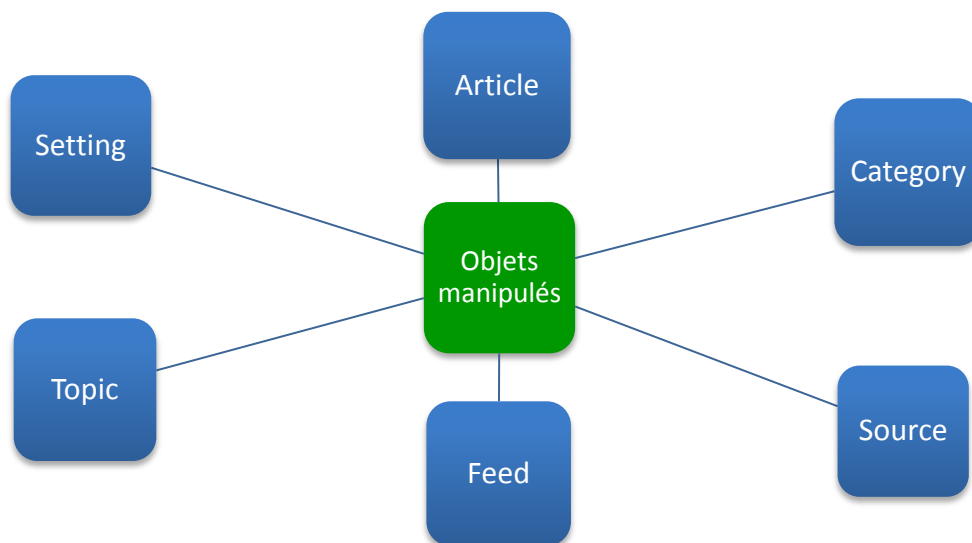 Article
Setting
Category
Objets
manipulés
Topic
Source
Feed